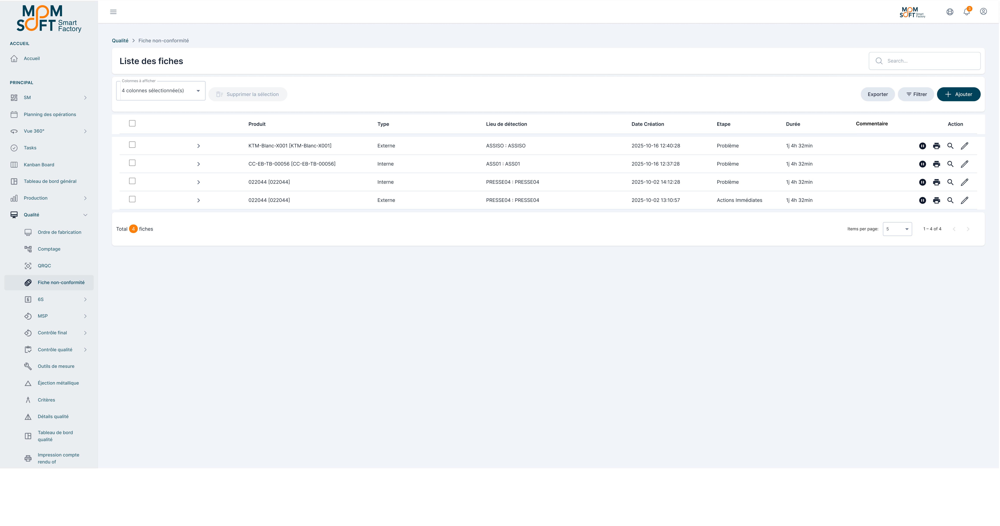 MOM
SOFT Smart
Factory
MOM
SOFT Smart
Factory
3
ACCUEIL
Accueil
PRINCIPAL
SM
Planning des opérations
Vue 360°
Tasks
Kanban Board
Tableau de bord général
Production
Qualité
Ordre de fabrication
Comptage
QRQC
Fiche non-conformité
6S
MSP
Contrôle final
Contrôle qualité
Outils de mesure
Éjection métallique
Critères
Détails qualité
Tableau de bord
qualité
Impression compte
rendu of
Qualité > Fiche non-conformité
Liste des fiches
Search...
Colonnes à afficher
4 colonnes sélectionnée(s)
Supprimer la sélection
Exporter Filtrer Ajouter
Produit Type Lieu de détection Date Création Etape Durée Commentaire Action
KTM-Blanc-X001 [KTM-Blanc-X001] Externe ASSISO : ASSISO 2025-10-16 12:40:28 Problème 1j 4h 32min
CC-EB-TB-00056 [CC-EB-TB-00056] Interne ASS01 : ASS01 2025-10-16 12:37:28 Problème 1j 4h 32min
022044 [022044] Interne PRESSE04 : PRESSE04 2025-10-02 14:12:28 Problème 1j 4h 32min
022044 [022044] Externe PRESSE04 : PRESSE04 2025-10-02 13:10:57 Actions Immédiates 1j 4h 32min
Total 4 fiches
Items per page: 5 1 – 4 of 4